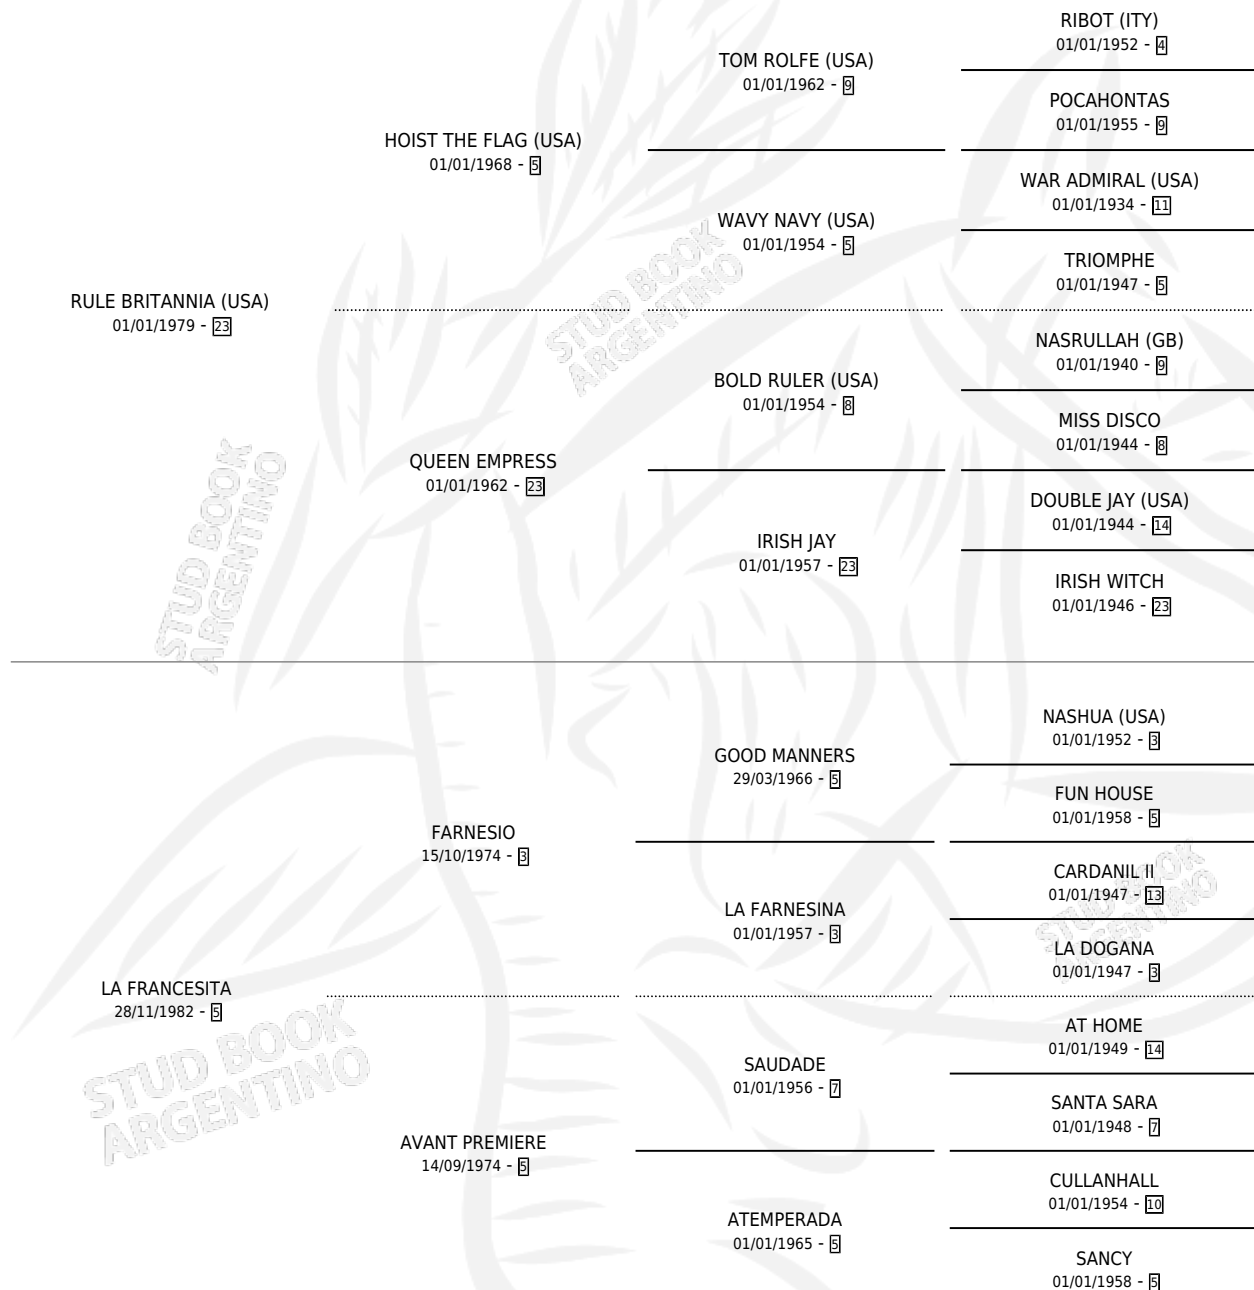 RIBOT (ITY)
01/01/1952 - 4
TOM ROLFE (USA)
01/01/1962 - 9
POCAHONTAS
01/01/1955 - 9
HOIST THE FLAG (USA)
01/01/1968 - 5
WAR ADMIRAL (USA)
01/01/1934 - 11
WAVY NAVY (USA)
01/01/1954 - 5
TRIOMPHE
01/01/1947 - 5
RULE BRITANNIA (USA)
01/01/1979 - 23
NASRULLAH (GB)
01/01/1940 - 9
BOLD RULER (USA)
01/01/1954 - 8
MISS DISCO
01/01/1944 - 8
QUEEN EMPRESS
01/01/1962 - 23
DOUBLE JAY (USA)
01/01/1944 - 14
IRISH JAY
01/01/1957 - 23
IRISH WITCH
01/01/1946 - 23
NASHUA (USA)
01/01/1952 - 3
GOOD MANNERS
29/03/1966 - 5
FUN HOUSE
01/01/1958 - 5
FARNESIO
15/10/1974 - 3
CARDANIL II
01/01/1947 - 13
LA FARNESINA
01/01/1957 - 3
LA DOGANA
01/01/1947 - 3
LA FRANCESITA
28/11/1982 - 5
AT HOME
01/01/1949 - 14
SAUDADE
01/01/1956 - 7
SANTA SARA
01/01/1948 - 7
AVANT PREMIERE
14/09/1974 - 5
CULLANHALL
01/01/1954 - 10
ATEMPERADA
01/01/1965 - 5
SANCY
01/01/1958 - 5
STUD BOOK
ARGENTINO
STUD BOOK
ARGENTINO
STUD BOOK
ARGENTINO
STUD BOOK
ARGENTINO